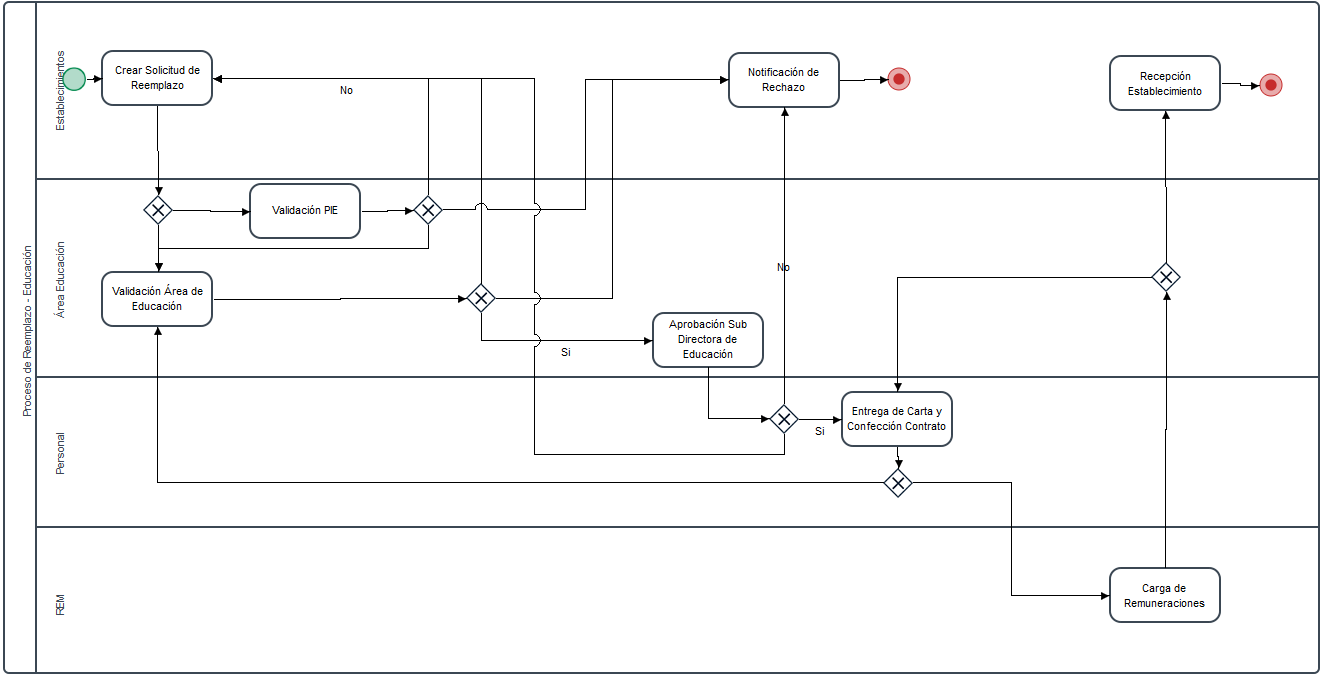 Proceso de Reemplazo - Educación
Establecimientos
Crear Solicitud de
Reemplazo
No
Notificación de
Rechazo
Recepción
Establecimiento
Área Educación
Validación PIE
Validación Área de
Educación
Si
Aprobación Sub
Directora de
Educación
No
Personal
Si
Entrega de Carta y
Confección Contrato
REM
Carga de
Remuneraciones